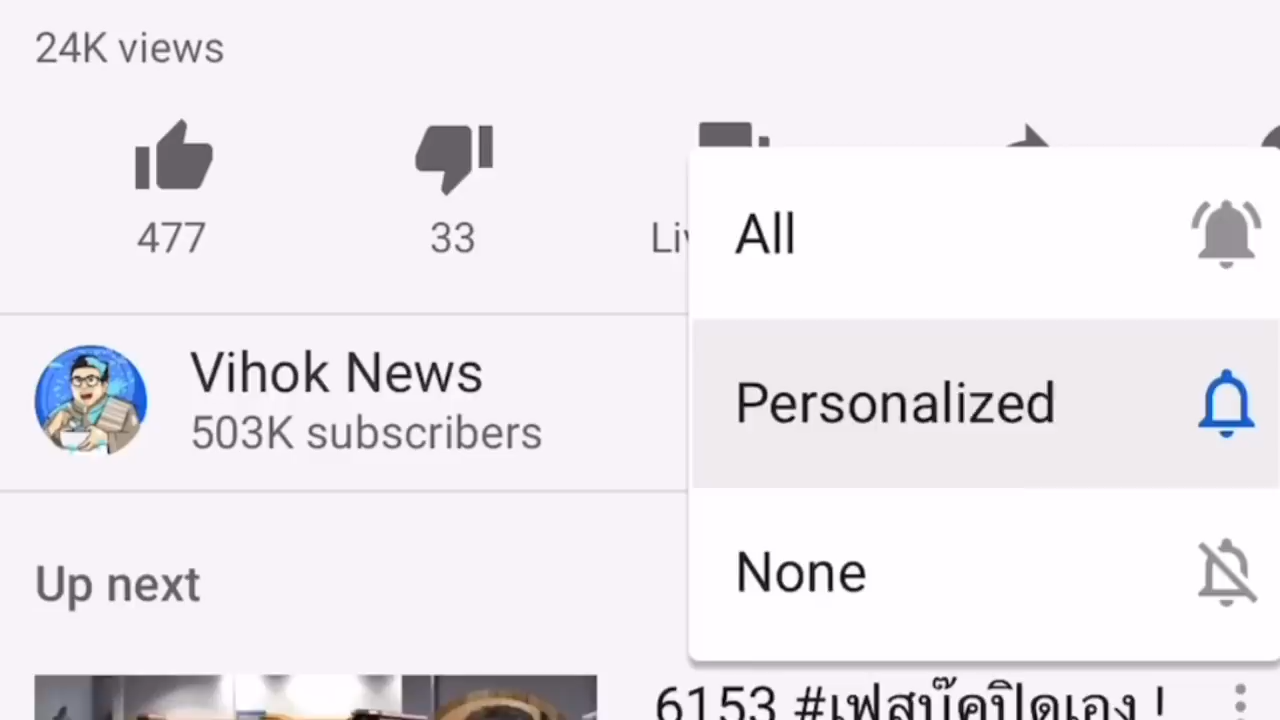 24K views
477
33
Liv
All
Vihok News
503K subscribers
Personalized
None
Up next
6153 #เฟสบุ๊คปิดเอง !